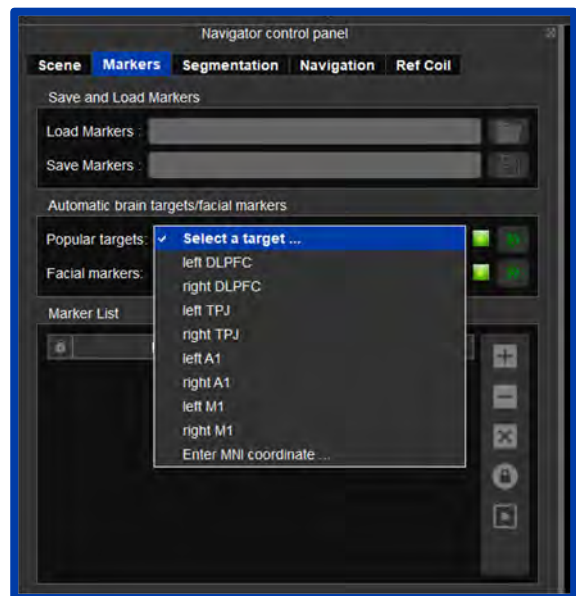 Navigator control panel
Scene Markers Segmentation Navigation Ref Coil
Save and Load Markers
Load Markers :
Save Markers :
Automatic brain targets/facial markers
Popular targets: ✓ Select a target ...
Facial markers:
left DLPFC
right DLPFC
left TPJ
right TPJ
left A1
right A1
left M1
right M1
Enter MNI coordinate ...
Marker List